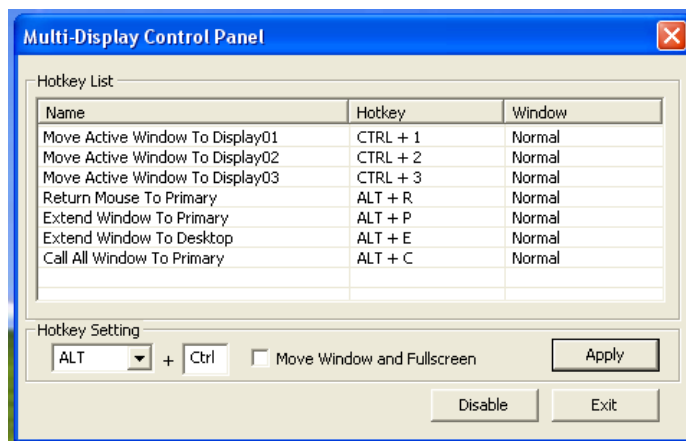 Multi-Display Control Panel
Hotkey List
Name Hotkey Window
Move Active Window To Display01 CTRL + 1 Normal
Move Active Window To Display02 CTRL + 2 Normal
Move Active Window To Display03 CTRL + 3 Normal
Return Mouse To Primary ALT + R Normal
Extend Window To Primary ALT + P Normal
Extend Window To Desktop ALT + E Normal
Call All Window To Primary ALT + C Normal
Hotkey Setting
ALT + Ctrl Move Window and Fullscreen Apply
Disable Exit